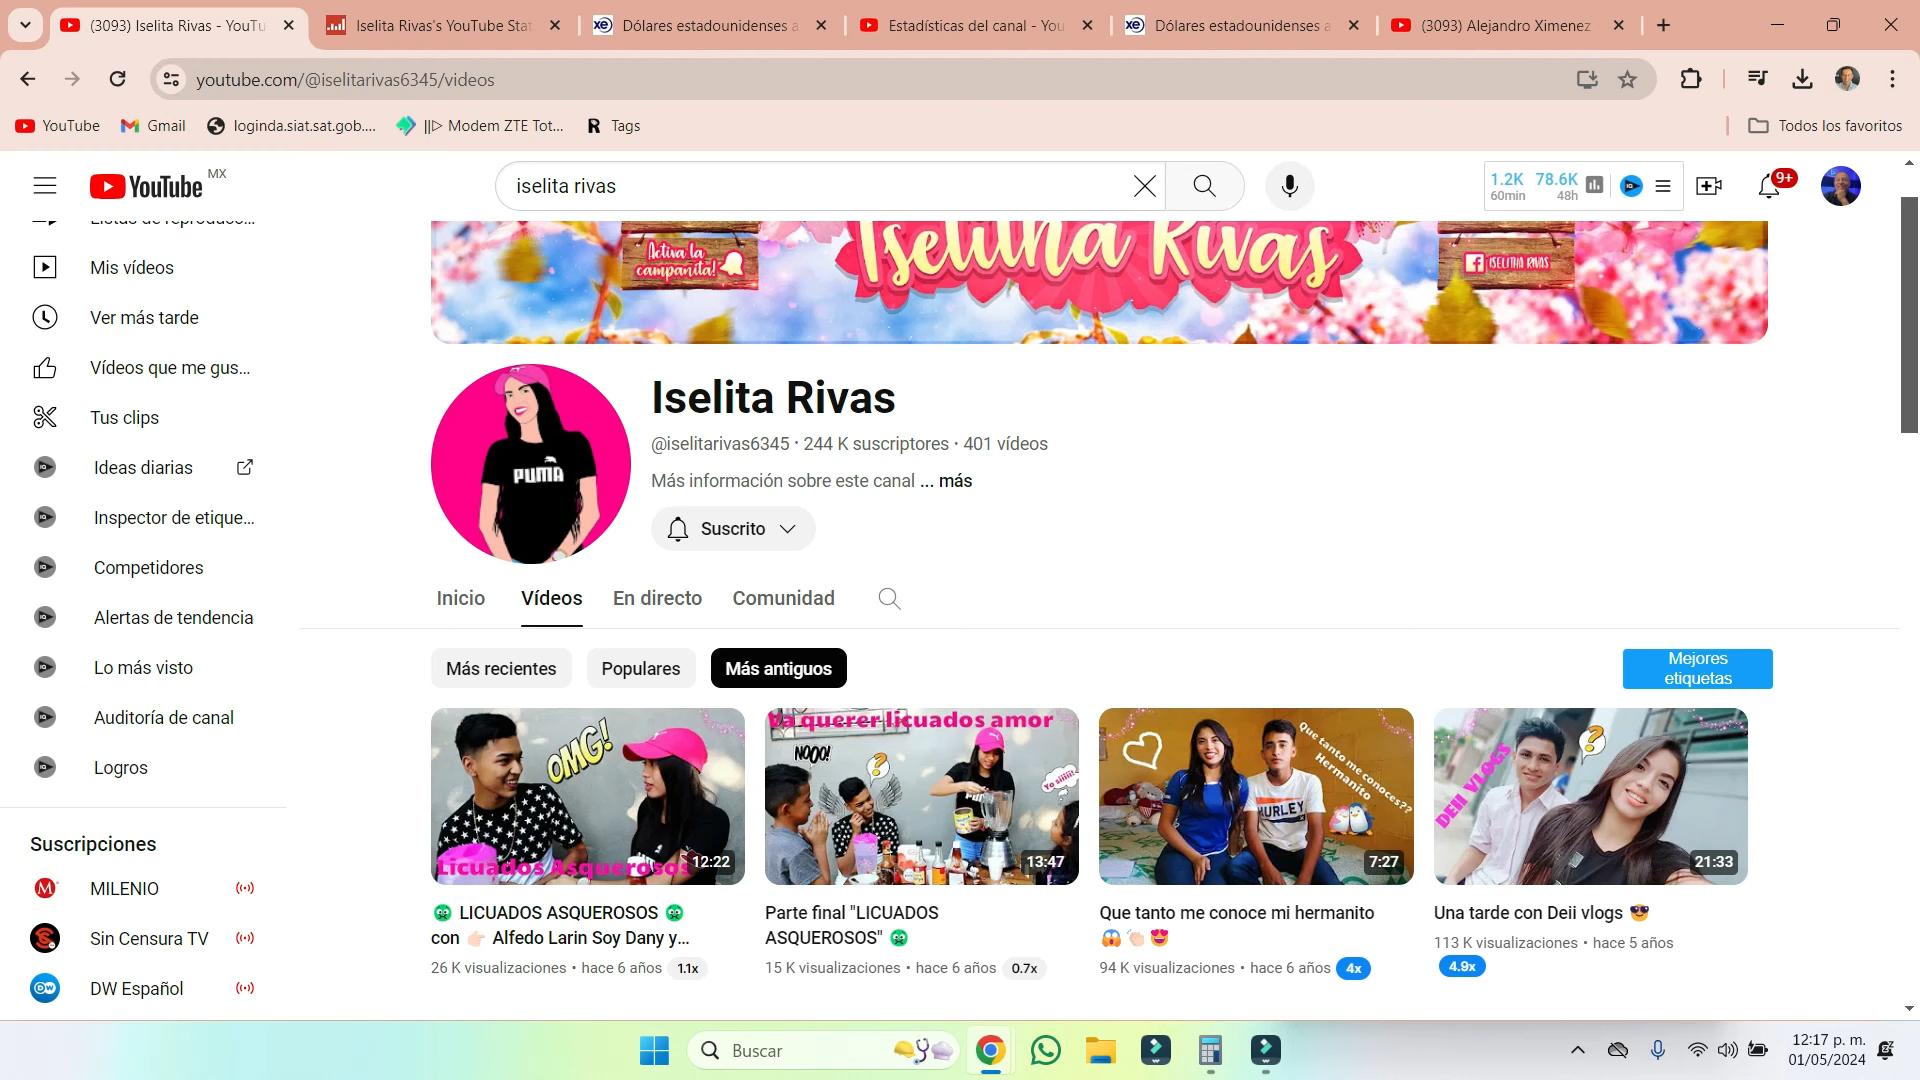 (3093) Iselita Rivas - YouTu
Iselita Rivas's YouTube Stat
Dólares estadounidenses a
Estadísticas del canal - You
Dólares estadounidenses a
(3093) Alejandro Ximenez
youtube.com/@iselitarivas6345/videos
YouTube
Gmail
loginda.siat.sat.gob....
||▷ Modem ZTE Tot...
R Tags
Todos los favoritos
YouTube MX
iselita rivas
1.2K 78.6K
60min 48h
9+
Listas de reproducc...
Mis vídeos
Ver más tarde
Vídeos que me gus...
Tus clips
Ideas diarias
Inspector de etique...
Competidores
Alertas de tendencia
Lo más visto
Auditoría de canal
Logros
Suscripciones
MILENIO
Sin Censura TV
DW Español
Activa la
campanita!
Iselitha Rivas
ISELITHA RIVAS
PUMA
Iselita Rivas
@iselitarivas6345 · 244 K suscriptores · 401 vídeos
Más información sobre este canal ... más
Suscrito
Inicio
Vídeos
En directo
Comunidad
Más recientes
Populares
Más antiguos
Mejores
etiquetas
OMG!
Licuados Asquerosos
12:22
🤢 LICUADOS ASQUEROSOS 🤢
con 👉🏻 Alfedo Larin Soy Dany y...
26 K visualizaciones · hace 6 años 1.1x
Va querer licuados amor
NOOO!
?
Yo siiiii!
13:47
Parte final "LICUADOS
ASQUEROSOS" 🤢
15 K visualizaciones · hace 6 años 0.7x
Que tanto me conoces??
Hermanito
HURLEY
7:27
Que tanto me conoce mi hermanito
😱 👏🏻 😍
94 K visualizaciones · hace 6 años 4x
DEII VLOGS
?
21:33
Una tarde con Deii vlogs 😎
113 K visualizaciones · hace 5 años
4.9x
Buscar
12:17 p. m.
01/05/2024